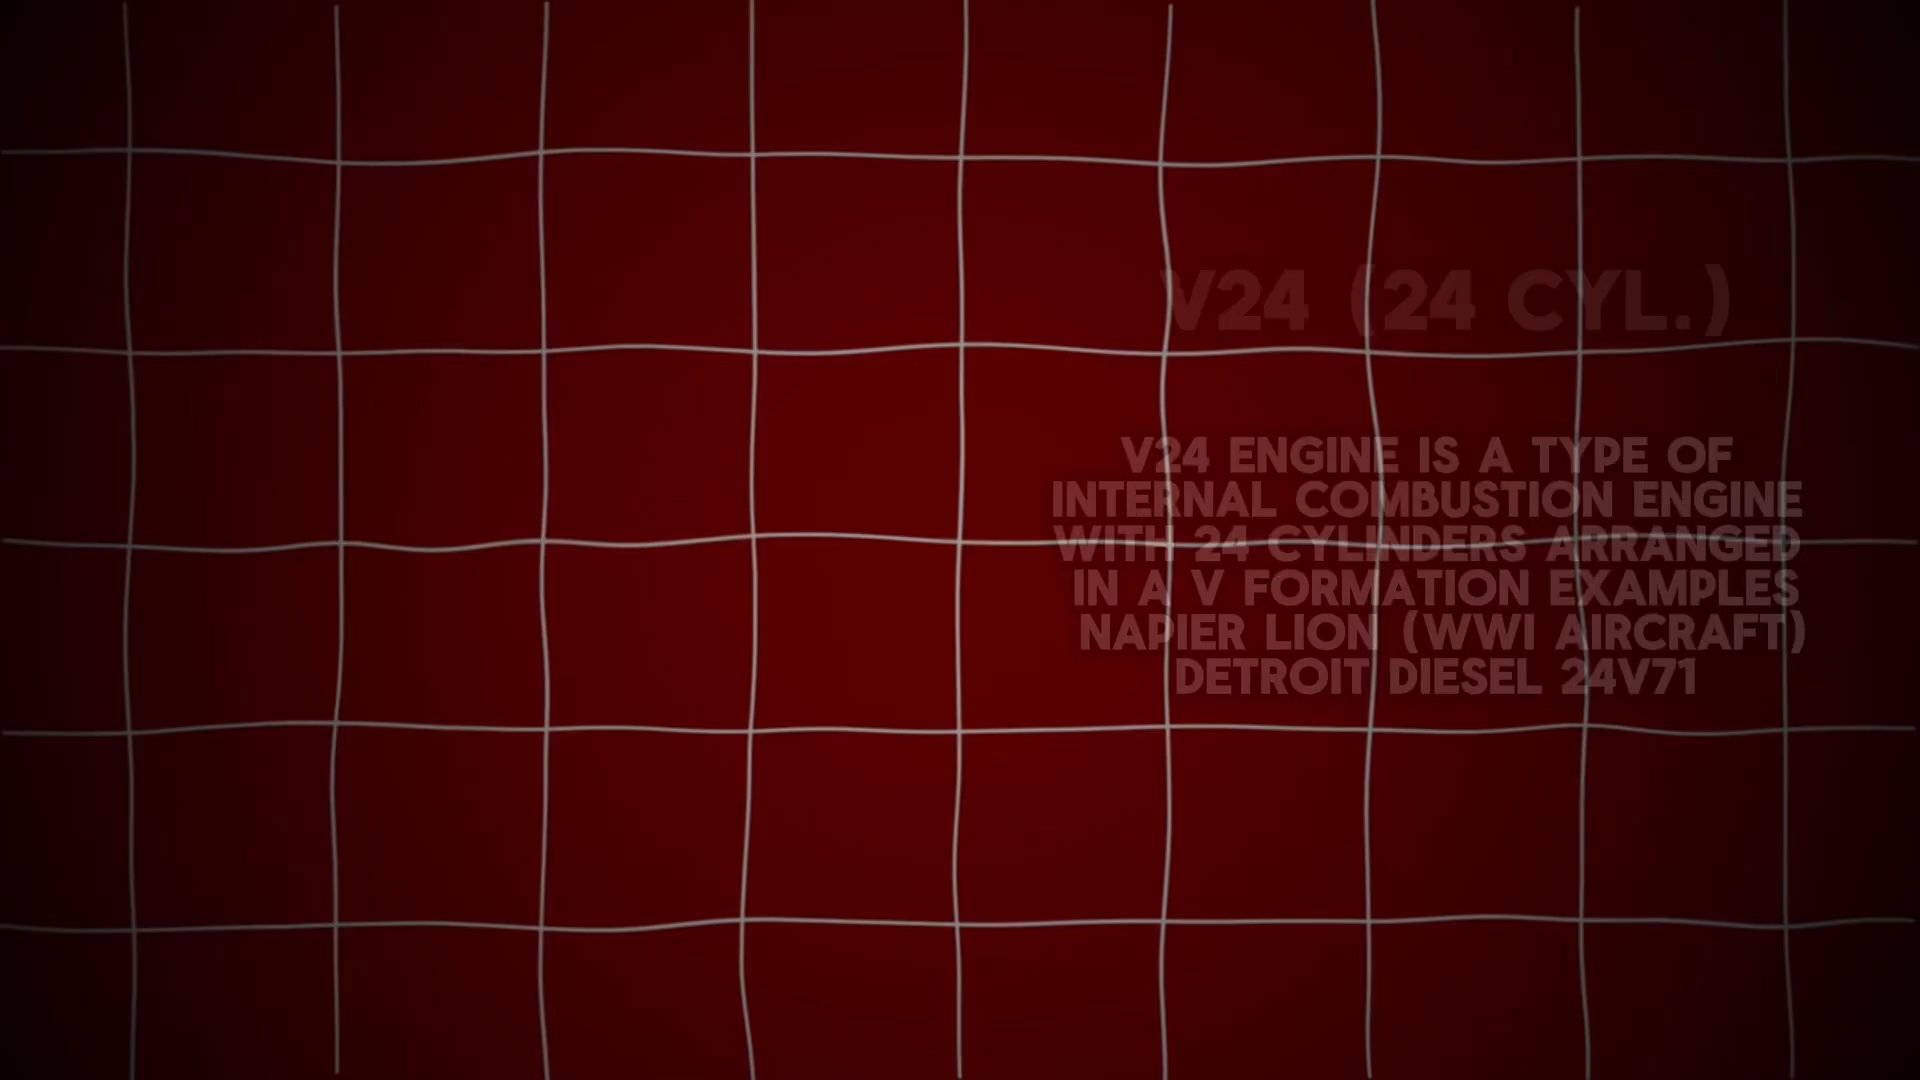 V24 (24 CYL.)
V24 ENGINE IS A TYPE OF
INTERNAL COMBUSTION ENGINE
WITH 24 CYLINDERS ARRANGED
IN A V FORMATION EXAMPLES
NAPIER LION (WWI AIRCRAFT)
DETROIT DIESEL 24V71